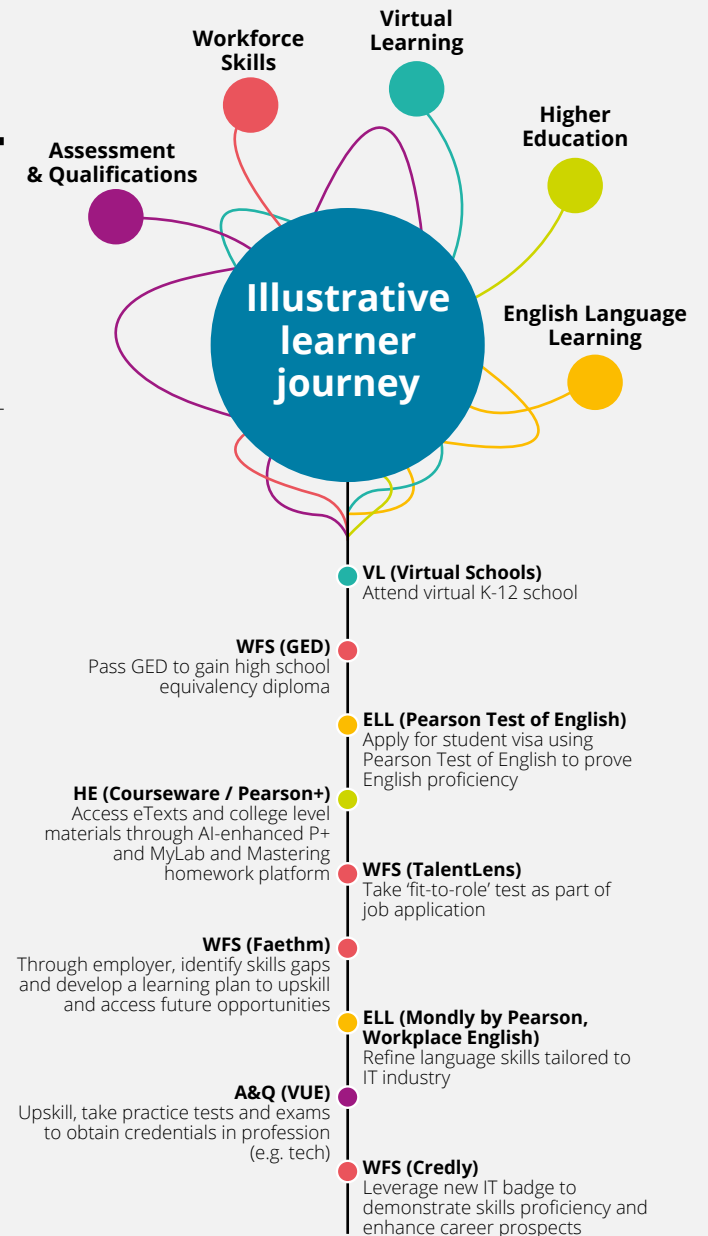 Virtual
Learning
Workforce
Skills
Higher
Education
Assessment
& Qualifications
English Language
Learning
Illustrative
learner
journey
VL (Virtual Schools)
Attend virtual K-12 school
WFS (GED)
Pass GED to gain high school
equivalency diploma
ELL (Pearson Test of English)
Apply for student visa using
Pearson Test of English to prove
English proficiency
HE (Courseware / Pearson+)
Access eTexts and college level
materials through AI-enhanced P+
and MyLab and Mastering
homework platform
WFS (TalentLens)
Take ‘fit-to-role’ test as part of
job application
WFS (Faethm)
Through employer, identify skills gaps
and develop a learning plan to upskill
and access future opportunities
ELL (Mondly by Pearson,
Workplace English)
Refine language skills tailored to
IT industry
A&Q (VUE)
Upskill, take practice tests and exams
to obtain credentials in profession
(e.g. tech)
WFS (Credly)
Leverage new IT badge to
demonstrate skills proficiency and
enhance career prospects